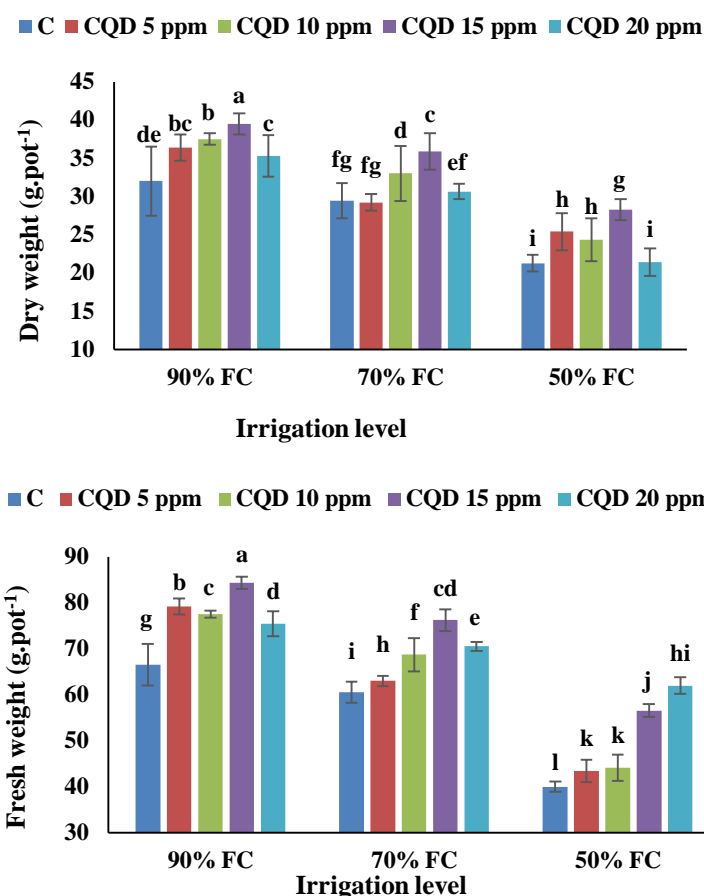 C CQD 5 ppm CQD 10 ppm CQD 15 ppm CQD 20 ppm
Dry weight (g.pot-1)
45
40
35
30
25
20
15
10
de bc b a c
fg fg d c ef
i h h g i
90% FC 70% FC 50% FC
Irrigation level
C CQD 5 ppm CQD 10 ppm CQD 15 ppm CQD 20 ppm
Fresh weight (g.pot-1)
90
80
70
60
50
40
30
g b c a d
i h f cd e
l k k j hi
90% FC 70% FC 50% FC
Irrigation level